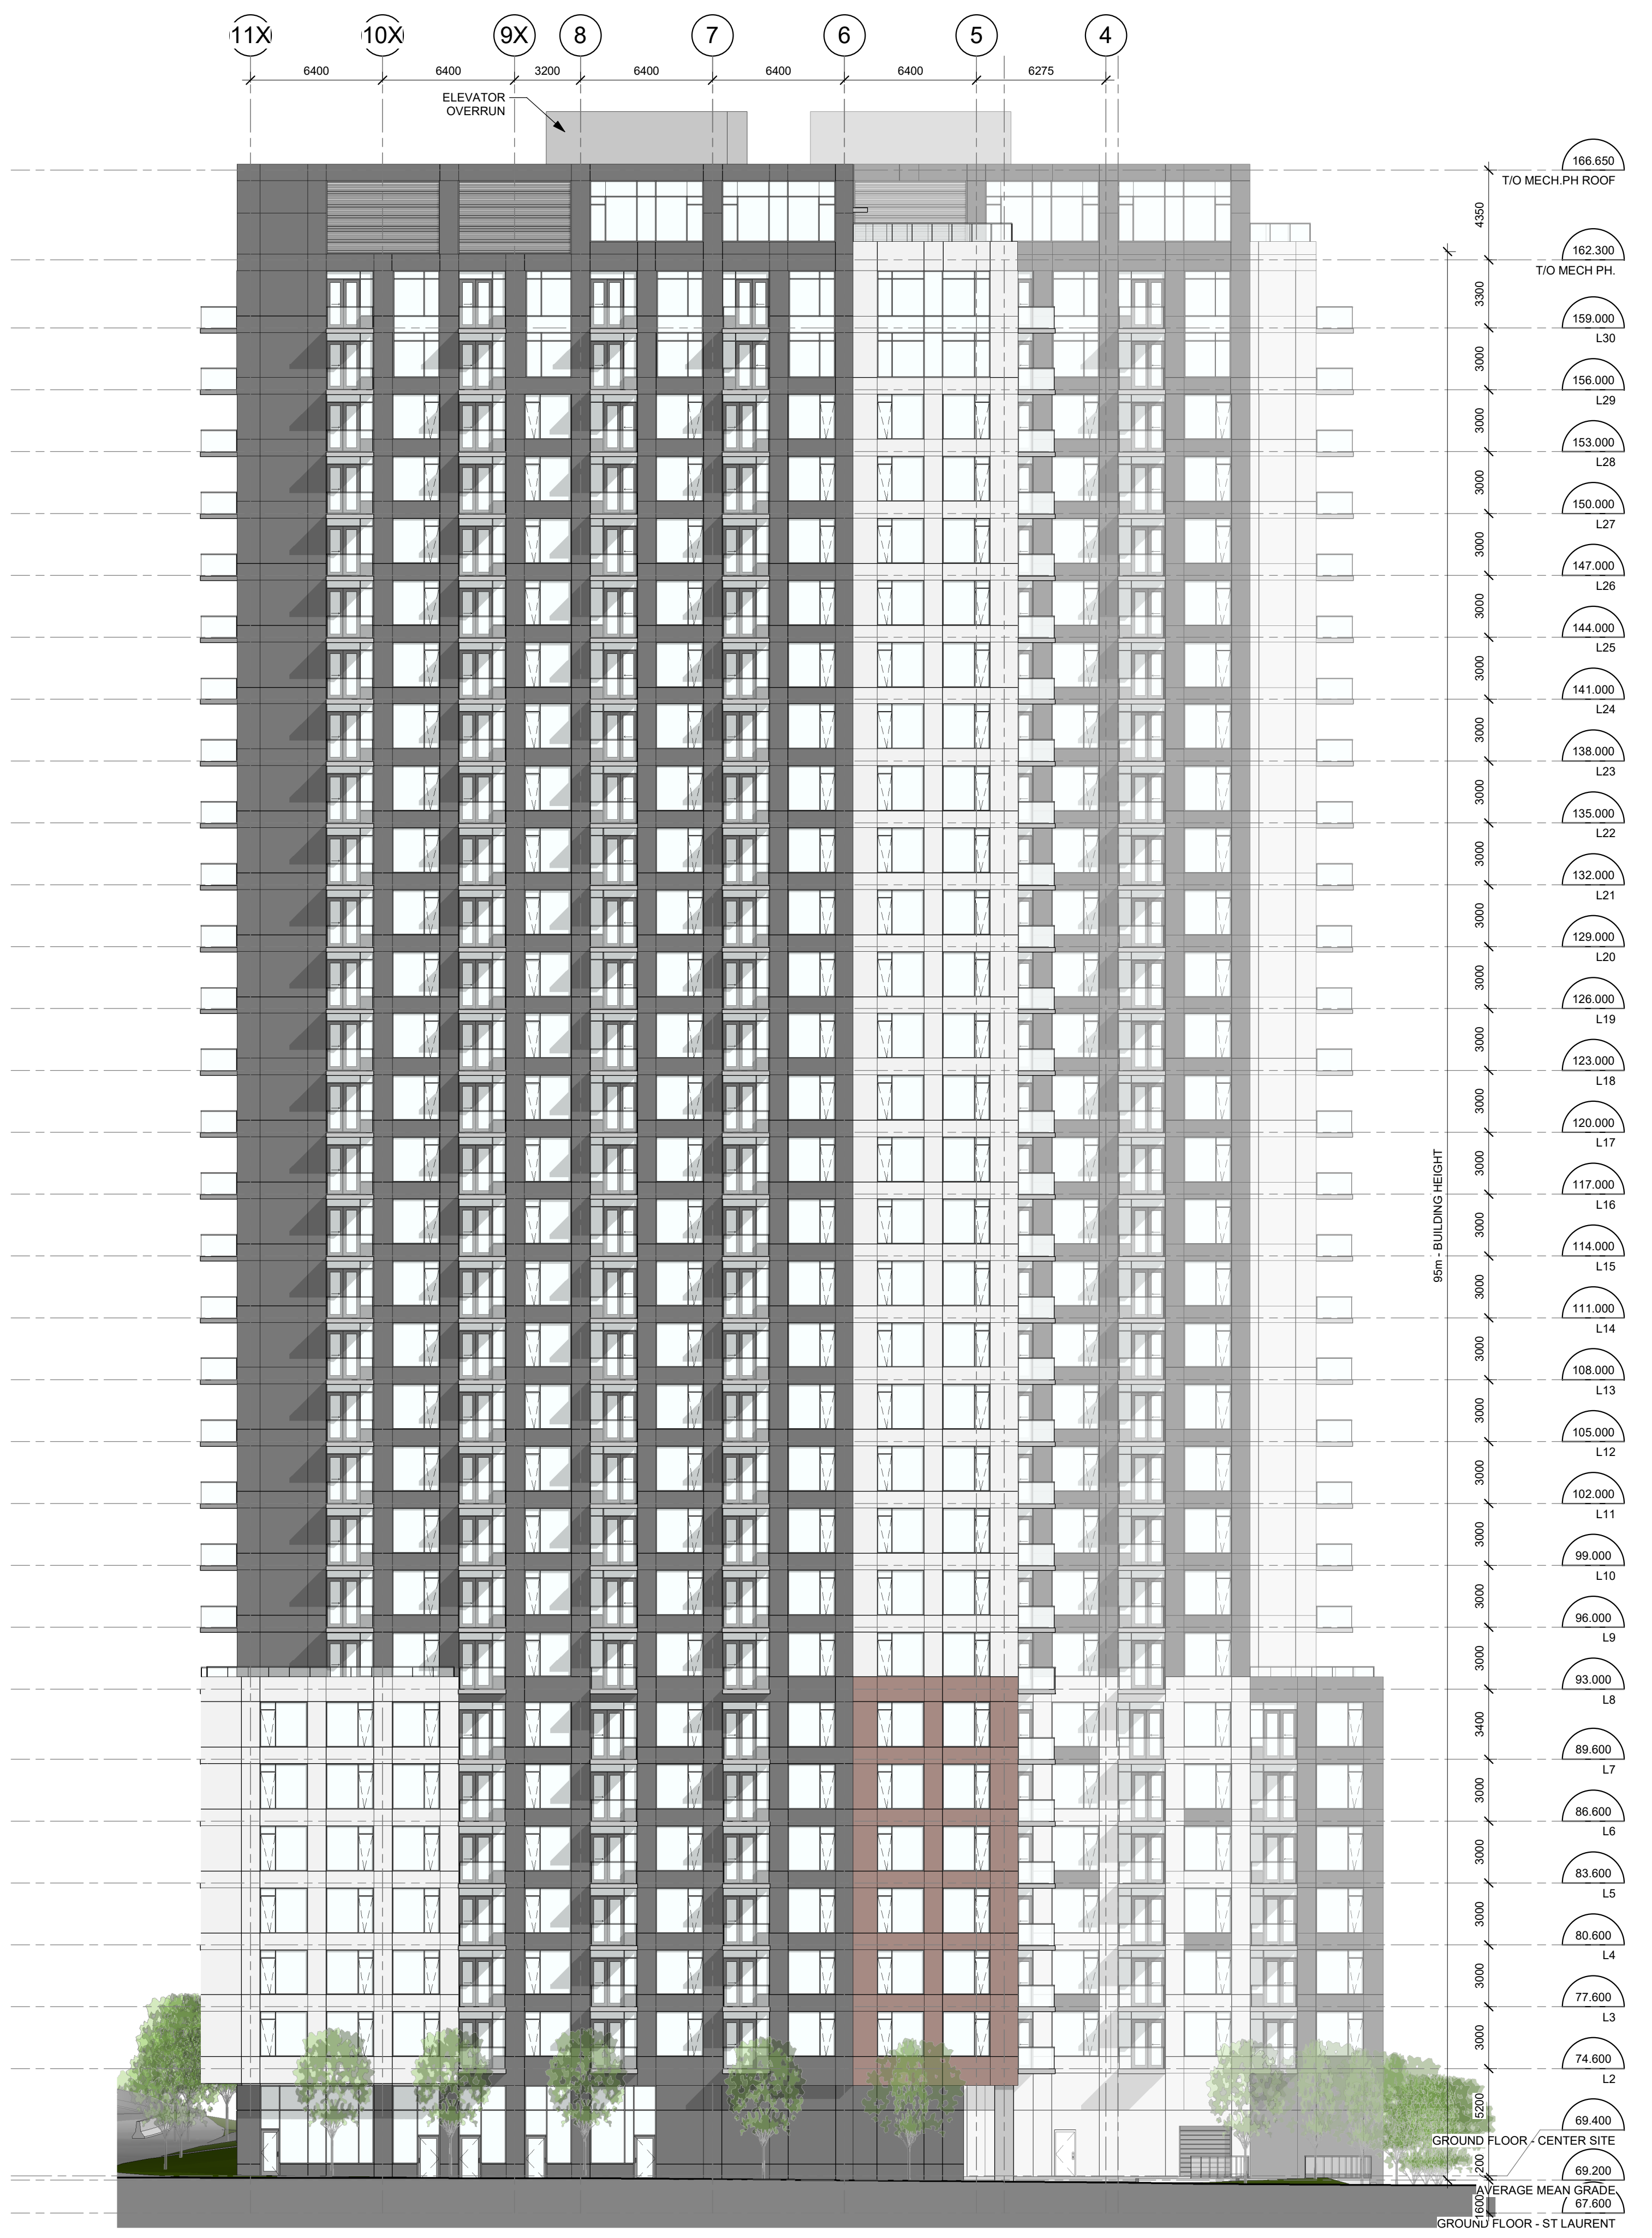 11X 10X 9X 8 7 6 5 4
6400 6400 3200 6400 6400 6400 6275
ELEVATOR
OVERRUN
166.650
T/O MECH.PH ROOF
4350
162.300
T/O MECH PH.
3300
159.000
L30
3000
156.000
L29
3000
153.000
L28
3000
150.000
L27
3000
147.000
L26
3000
144.000
L25
3000
141.000
L24
3000
138.000
L23
3000
135.000
L22
3000
132.000
L21
3000
129.000
L20
3000
126.000
L19
3000
123.000
L18
3000
120.000
L17
3000
95m - BUILDING HEIGHT
117.000
L16
3000
114.000
L15
3000
111.000
L14
3000
108.000
L13
3000
105.000
L12
3000
102.000
L11
3000
99.000
L10
3000
96.000
L9
3000
93.000
L8
3400
89.600
L7
3000
86.600
L6
3000
83.600
L5
3000
80.600
L4
3000
77.600
L3
3000
74.600
L2
5200
69.400
GROUND FLOOR - CENTER SITE
200
69.200
AVERAGE MEAN GRADE
1600
67.600
GROUND FLOOR - ST LAURENT